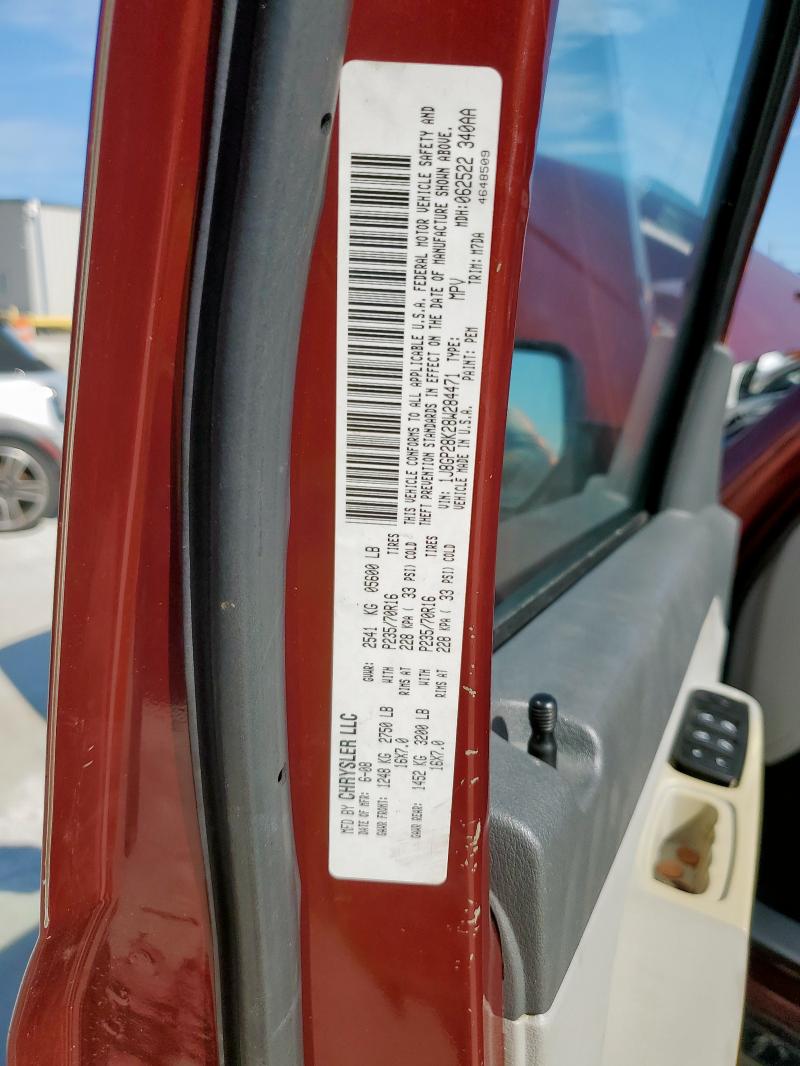 MFD BY CHRYSLER LLC
DATE OF MFR: 6-08 GVWR: 2541 KG 05600 LB
GAWR FRONT: 1248 KG 2750 LB WITH P235/70R16 TIRES
16X7.0 RIMS AT 228 KPA ( 33 PSI) COLD
GAWR REAR: 1452 KG 3200 LB WITH P235/70R16 TIRES
16X7.0 RIMS AT 228 KPA ( 33 PSI) COLD
THIS VEHICLE CONFORMS TO ALL APPLICABLE U.S.A. FEDERAL MOTOR VEHICLE SAFETY AND
THEFT PREVENTION STANDARDS IN EFFECT ON THE DATE OF MANUFACTURE SHOWN ABOVE.
VIN: 1J8GP28K28W284471 TYPE: MPV MDH:062522 340AA
VEHICLE MADE IN U.S.A. PAINT: PEM TRIM: M7DA 4648509